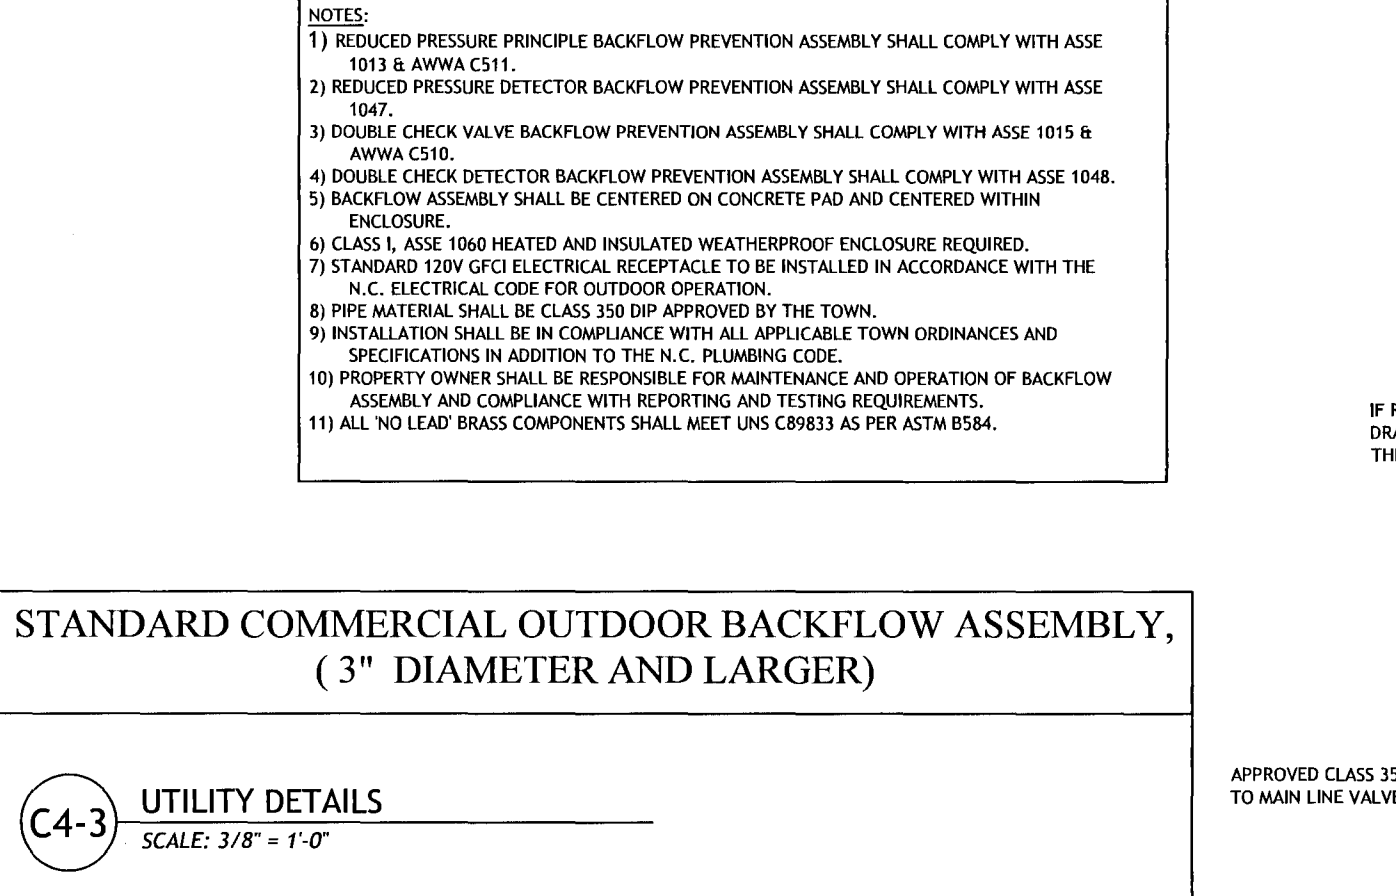 NOTES:
1) REDUCED PRESSURE PRINCIPLE BACKFLOW PREVENTION ASSEMBLY SHALL COMPLY WITH ASSE
1013 & AWWA C511.
2) REDUCED PRESSURE DETECTOR BACKFLOW PREVENTION ASSEMBLY SHALL COMPLY WITH ASSE
1047.
3) DOUBLE CHECK VALVE BACKFLOW PREVENTION ASSEMBLY SHALL COMPLY WITH ASSE 1015 &
AWWA C510.
4) DOUBLE CHECK DETECTOR BACKFLOW PREVENTION ASSEMBLY SHALL COMPLY WITH ASSE 1048.
5) BACKFLOW ASSEMBLY SHALL BE CENTERED ON CONCRETE PAD AND CENTERED WITHIN
ENCLOSURE.
6) CLASS I, ASSE 1060 HEATED AND INSULATED WEATHERPROOF ENCLOSURE REQUIRED.
7) STANDARD 120V GFCI ELECTRICAL RECEPTACLE TO BE INSTALLED IN ACCORDANCE WITH THE
N.C. ELECTRICAL CODE FOR OUTDOOR OPERATION.
8) PIPE MATERIAL SHALL BE CLASS 350 DIP APPROVED BY THE TOWN.
9) INSTALLATION SHALL BE IN COMPLIANCE WITH ALL APPLICABLE TOWN ORDINANCES AND
SPECIFICATIONS IN ADDITION TO THE N.C. PLUMBING CODE.
10) PROPERTY OWNER SHALL BE RESPONSIBLE FOR MAINTENANCE AND OPERATION OF BACKFLOW
ASSEMBLY AND COMPLIANCE WITH REPORTING AND TESTING REQUIREMENTS.
11) ALL 'NO LEAD' BRASS COMPONENTS SHALL MEET UNS C89833 AS PER ASTM B584.
IF
STANDARD COMMERCIAL OUTDOOR BACKFLOW ASSEMBLY,
( 3" DIAMETER AND LARGER)
C4-3
UTILITY DETAILS
SCALE: 3/8" = 1'-0"
APPROVED CLASS
TO MAIN LINE